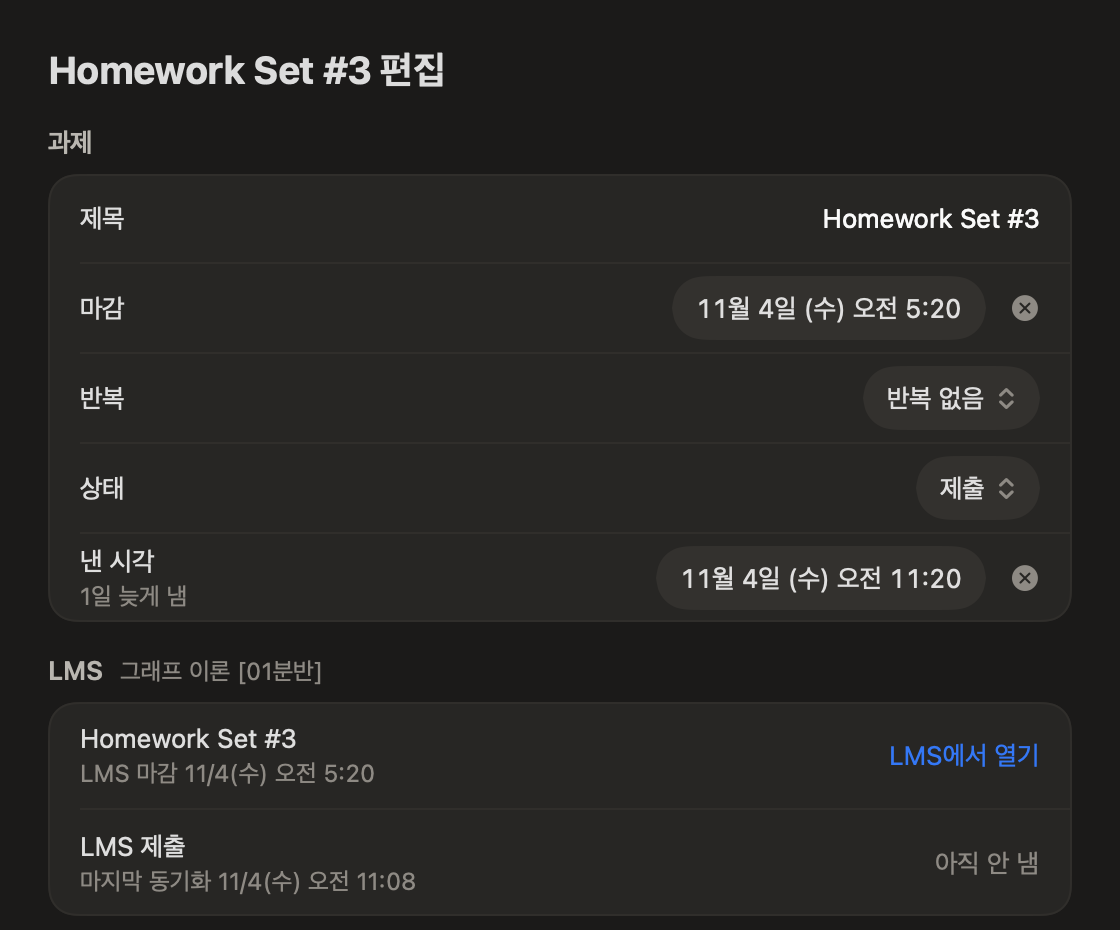 Homework Set #3 편집
과제
제목
Homework Set #3
마감
11월 4일 (수) 오전 5:20
반복
반복 없음
상태
제출
낸 시각
1일 늦게 냄
11월 4일 (수) 오전 11:20
LMS 그래프 이론 [01분반]
Homework Set #3
LMS 마감 11/4(수) 오전 5:20
LMS에서 열기
LMS 제출
마지막 동기화 11/4(수) 오전 11:08
아직 안 냄